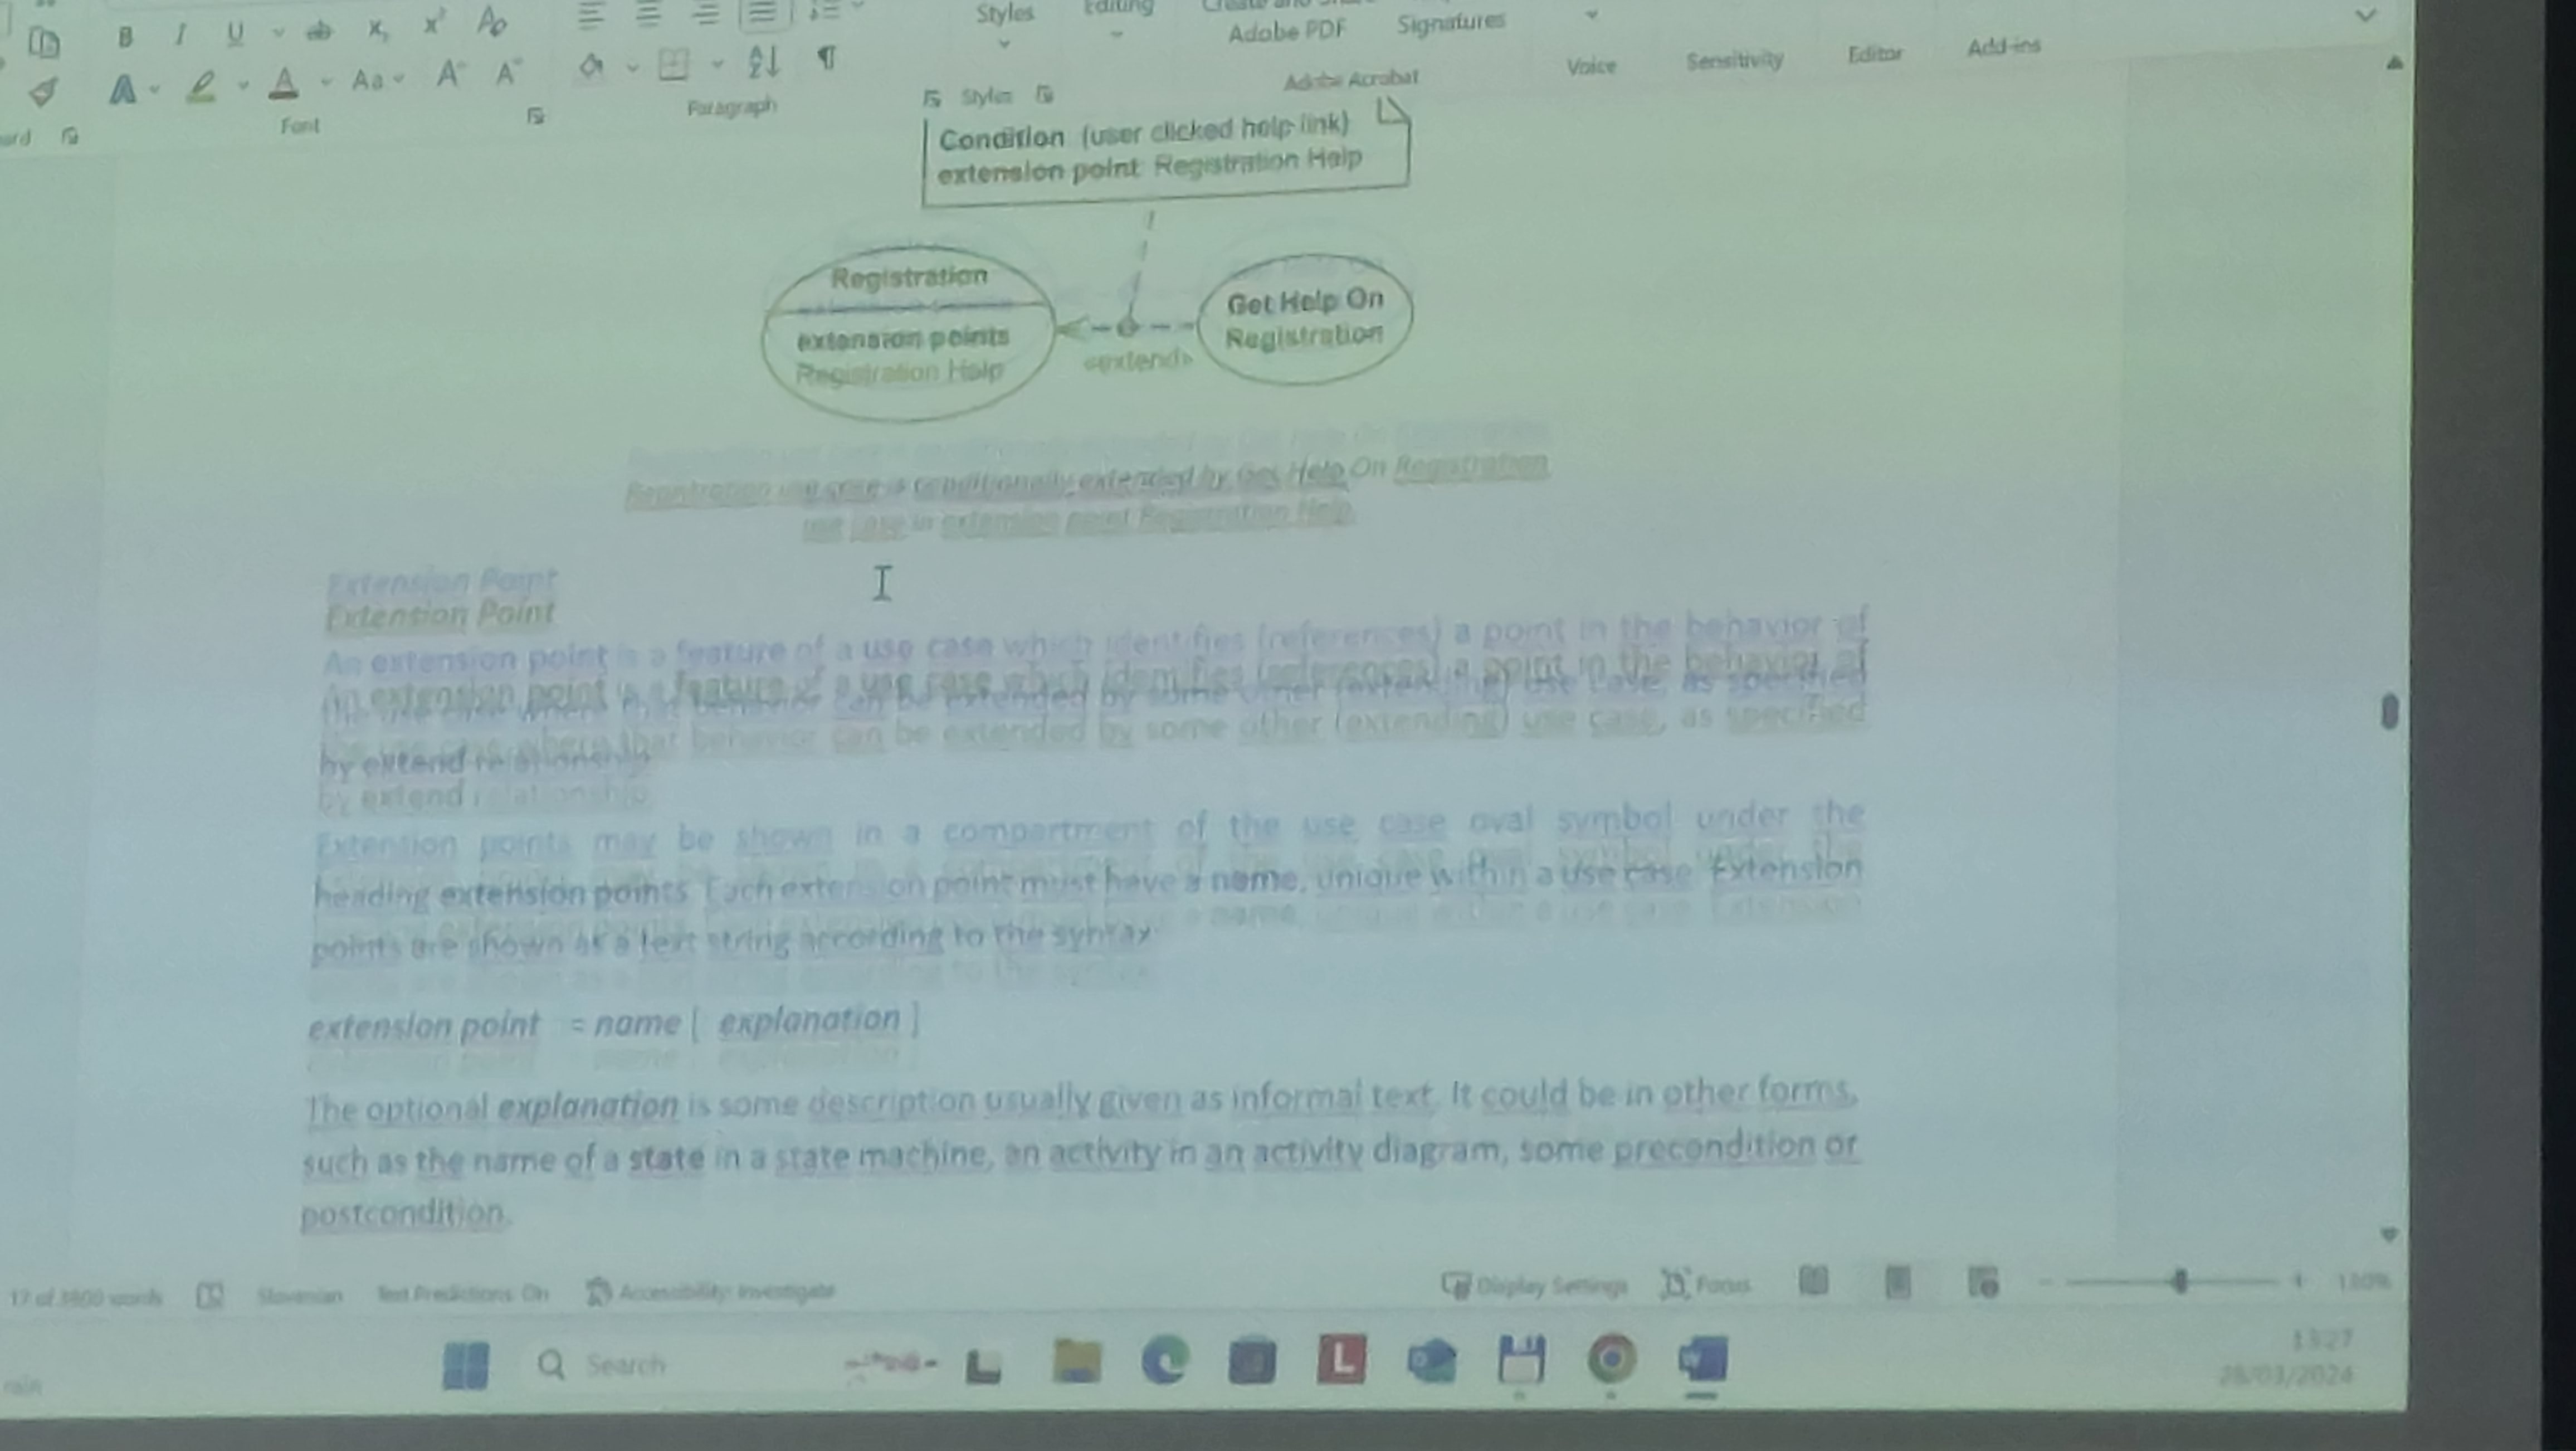 Styles
Editing
Adobe PDF
Signatures
Voice
Sensitivity
Editor
Add-ins
Font
Paragraph
Styles
Adobe Acrobat
Condition (user clicked help link)
extension point Registration Help
Registration
extension points
Registration Help
«extend»
Get Help On
Registration
Registration use case is conditionally extended by Get Help On Registration
use case in extension point Registration Help.
Extension Point
An extension point is a feature of a use case which identifies (references) a point in the behavior of
the use case where that behavior can be extended by some other (extending) use case, as specified
by extend relationship
Extension points may be shown in a compartment of the use case oval symbol under the
heading extension points. Each extension point must have a name, unique within a use case. Extension
points are shown as a text string according to the syntax
extension point = name [ explanation ]
The optional explanation is some description usually given as informal text. It could be in other forms,
such as the name of a state in a state machine, an activity in an activity diagram, some precondition or
postcondition.
17 of 3800 words
Slovenian
Text Predictions: On
Accessibility: Investigate
Display Settings
Focus
Search
L
28/03/2024